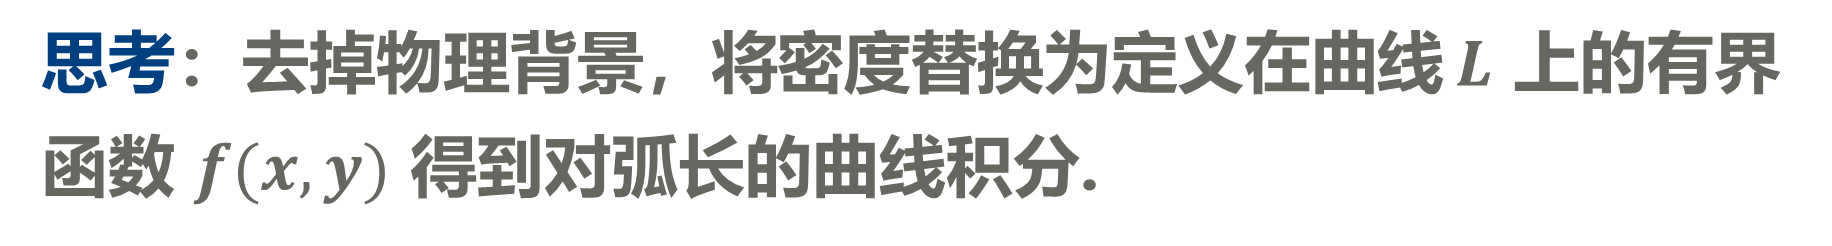 思考：去掉物理背景，将密度替换为定义在曲线 L 上的有界
函数 f(x, y) 得到对弧长的曲线积分.